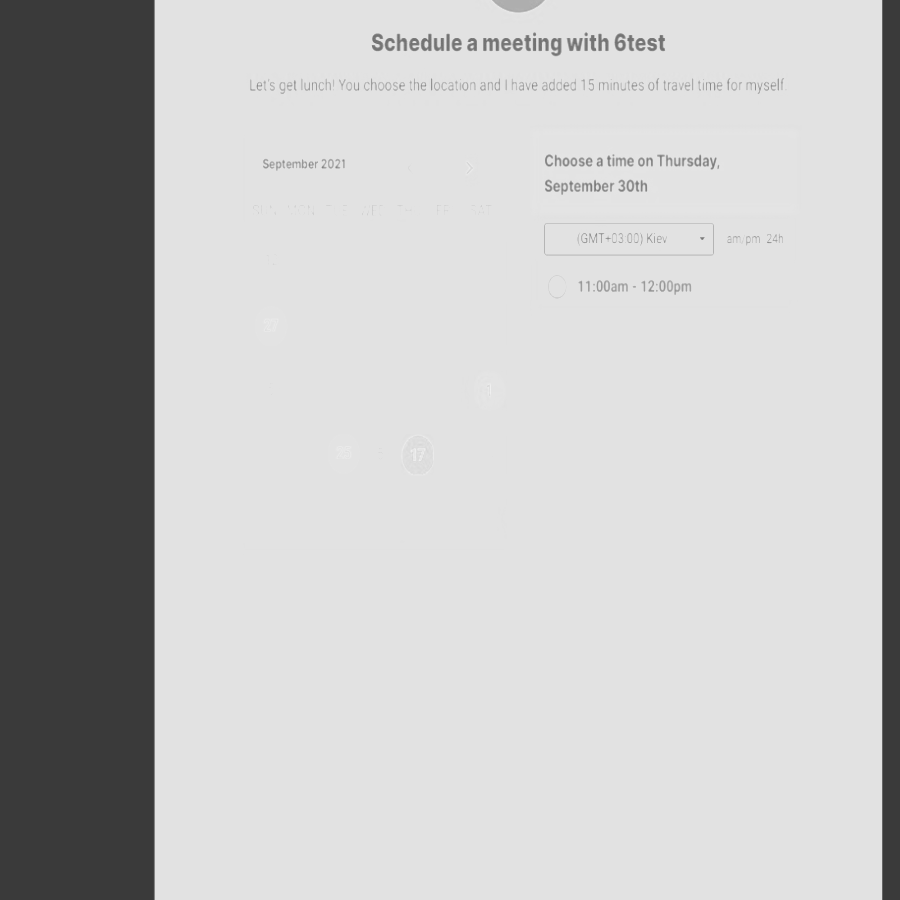 Schedule a meeting with 6test
Let's get lunch! You choose the location and I have added 15 minutes of travel time for myself.
September 2021
SUN MON TUE WED THU FRI SAT
Choose a time on Thursday,
September 30th
(GMT+03:00) Kiev
am/pm 24h
11:00am - 12:00pm
17